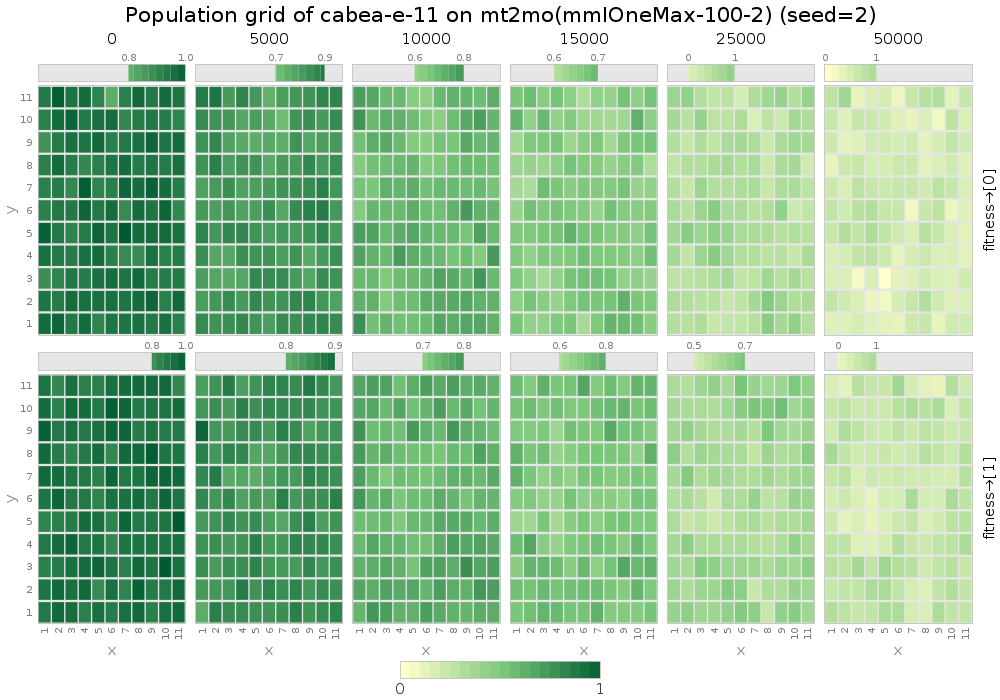 Population grid of cabea-e-11 on mt2mo(mmIOneMax-100-2) (seed=2)
0 5000 10000 15000 25000 50000
0.8 1.0 0.7 0.9 0.6 0.8 0.6 0.7 0 1 0 1
11
10
9
8
7
6
5
4
3
2
1
y
fitness→[0]
0.8 1.0 0.8 0.9 0.7 0.8 0.6 0.8 0.5 0.7 0 1
11
10
9
8
7
6
5
4
3
2
1
y
fitness→[1]
1 2 3 4 5 6 7 8 9 10 11 1 2 3 4 5 6 7 8 9 10 11 1 2 3 4 5 6 7 8 9 10 11 1 2 3 4 5 6 7 8 9 10 11 1 2 3 4 5 6 7 8 9 10 11 1 2 3 4 5 6 7 8 9 10 11
x x x x x x
0 1